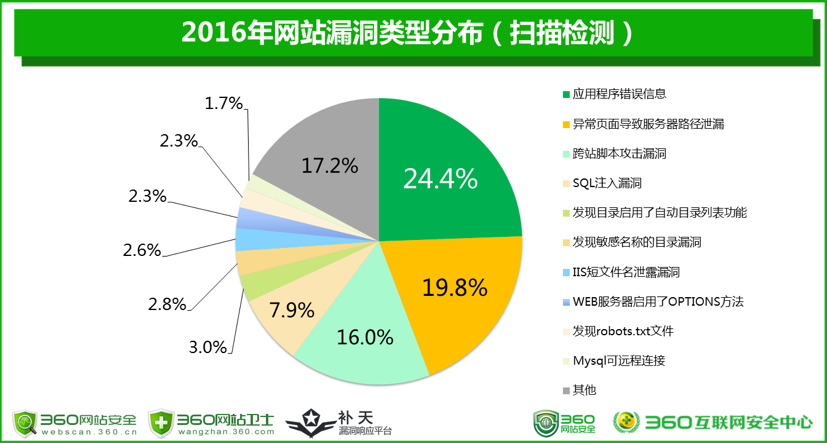 2016年网站漏洞类型分布（扫描检测）
1.7%
2.3%
2.3%
2.6%
2.8%
3.0%
7.9%
16.0%
19.8%
24.4%
17.2%
应用程序错误信息
异常页面导致服务器路径泄漏
跨站脚本攻击漏洞
SQL注入漏洞
发现目录启用了自动目录列表功能
发现敏感名称的目录漏洞
IIS短文件名泄露漏洞
WEB服务器启用了OPTIONS方法
发现robots.txt文件
Mysql可远程连接
其他
360网站安全
webscan.360.cn
360网站卫士
wangzhan.360.com
补天
漏洞响应平台
360
网站安全
360互联网安全中心